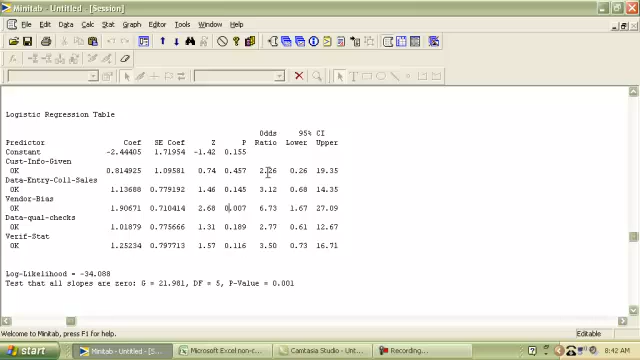 Minitab - Untitled - [Session]
File Edit Data Calc Stat Graph Editor Tools Window Help
Logistic Regression Table
Odds 95% CI
Predictor Coef SE Coef Z P Ratio Lower Upper
Constant -2.44405 1.71954 -1.42 0.155
Cust-Info-Given
OK 0.814925 1.09581 0.74 0.457 2.26 0.26 19.35
Data-Entry-Coll-Sales
OK 1.13688 0.779192 1.46 0.145 3.12 0.68 14.35
Vendor-Bias
OK 1.90671 0.710414 2.68 0.007 6.73 1.67 27.09
Data-qual-checks
OK 1.01879 0.775666 1.31 0.189 2.77 0.61 12.67
Verif-Stat
OK 1.25234 0.797713 1.57 0.116 3.50 0.73 16.71
Log-Likelihood = -34.088
Test that all slopes are zero: G = 21.981, DF = 5, P-Value = 0.001
Welcome to Minitab, press F1 for help.
Editable
start
Minitab - Untitled - [...
Microsoft Excel non-c...
Camtasia Studio - Unt...
Recording...
8:42 AM